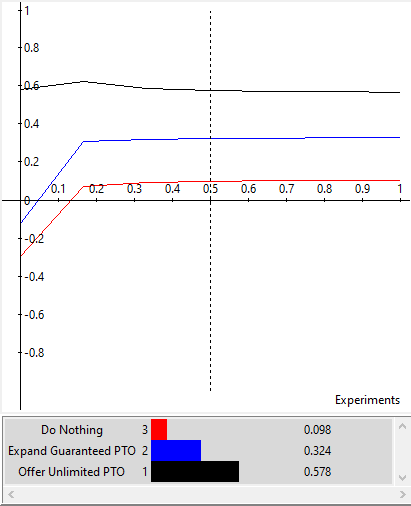 1
0.8
0.6
0.4
0.2
0 0.1 0.2 0.3 0.4 0.5 0.6 0.7 0.8 0.9 1
-0.2
-0.4
-0.6
-0.8
Experiments
Do Nothing 3 0.098
Expand Guaranteed PTO 2 0.324
Offer Unlimited PTO 1 0.578